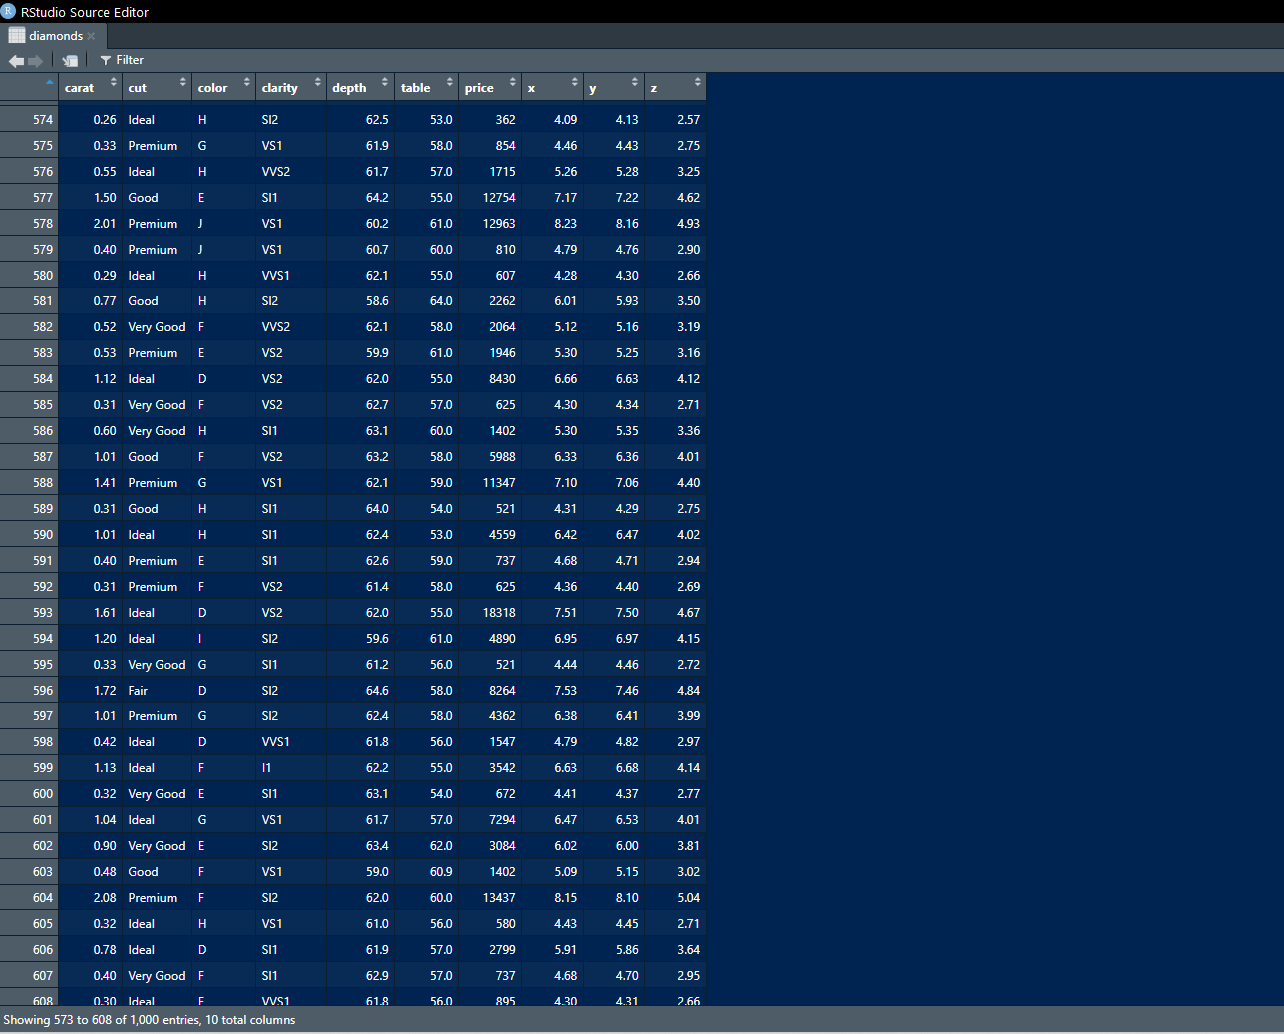 RStudio Source Editor
diamonds
Filter
carat cut color clarity depth table price x y z
574 0.26 Ideal H SI2 62.5 53.0 362 4.09 4.13 2.57
575 0.33 Premium G VS1 61.9 58.0 854 4.46 4.43 2.75
576 0.55 Ideal H VVS2 61.7 57.0 1715 5.26 5.28 3.25
577 1.50 Good E SI1 64.2 55.0 12754 7.17 7.22 4.62
578 2.01 Premium J VS1 60.2 61.0 12963 8.23 8.16 4.93
579 0.40 Premium J VS1 60.7 60.0 810 4.79 4.76 2.90
580 0.29 Ideal H VVS1 62.1 55.0 607 4.28 4.30 2.66
581 0.77 Good H SI2 58.6 64.0 2262 6.01 5.93 3.50
582 0.52 Very Good F VVS2 62.1 58.0 2064 5.12 5.16 3.19
583 0.53 Premium E VS2 59.9 61.0 1946 5.30 5.25 3.16
584 1.12 Ideal D VS2 62.0 55.0 8430 6.66 6.63 4.12
585 0.31 Very Good F VS2 62.7 57.0 625 4.30 4.34 2.71
586 0.60 Very Good H SI1 63.1 60.0 1402 5.30 5.35 3.36
587 1.01 Good F VS2 63.2 58.0 5988 6.33 6.36 4.01
588 1.41 Premium G VS1 62.1 59.0 11347 7.10 7.06 4.40
589 0.31 Good H SI1 64.0 54.0 521 4.31 4.29 2.75
590 1.01 Ideal H SI1 62.4 53.0 4559 6.42 6.47 4.02
591 0.40 Premium E SI1 62.6 59.0 737 4.68 4.71 2.94
592 0.31 Premium F VS2 61.4 58.0 625 4.36 4.40 2.69
593 1.61 Ideal D VS2 62.0 55.0 18318 7.51 7.50 4.67
594 1.20 Ideal I SI2 59.6 61.0 4890 6.95 6.97 4.15
595 0.33 Very Good G SI1 61.2 56.0 521 4.44 4.46 2.72
596 1.72 Fair D SI2 64.6 58.0 8264 7.53 7.46 4.84
597 1.01 Premium G SI2 62.4 58.0 4362 6.38 6.41 3.99
598 0.42 Ideal D VVS1 61.8 56.0 1547 4.79 4.82 2.97
599 1.13 Ideal F I1 62.2 55.0 3542 6.63 6.68 4.14
600 0.32 Very Good E SI1 63.1 54.0 672 4.41 4.37 2.77
601 1.04 Ideal G VS1 61.7 57.0 7294 6.47 6.53 4.01
602 0.90 Very Good E SI2 63.4 62.0 3084 6.02 6.00 3.81
603 0.48 Good F VS1 59.0 60.9 1402 5.09 5.15 3.02
604 2.08 Premium F SI2 62.0 60.0 13437 8.15 8.10 5.04
605 0.32 Ideal H VS1 61.0 56.0 580 4.43 4.45 2.71
606 0.78 Ideal D SI1 61.9 57.0 2799 5.91 5.86 3.64
607 0.40 Very Good F SI1 62.9 57.0 737 4.68 4.70 2.95
608 0.30 Ideal VVS1 61.8 56.0 895 4.30 4.31 2.66
Showing 573 to 608 of 1,000 entries, 10 total columns